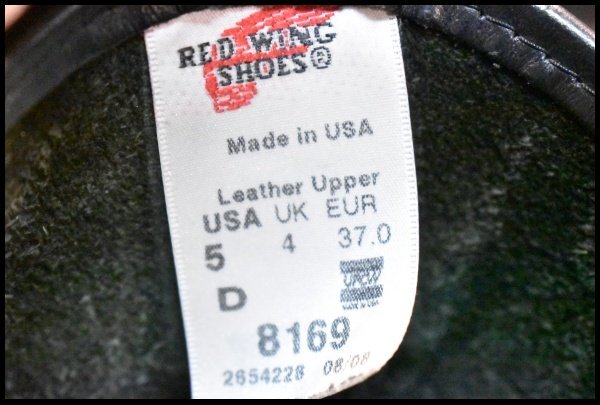 RED WING
SHOES®
Made in USA
Leather Upper
USA UK EUR
5 4 37.0
D
8169
2654228 08/08